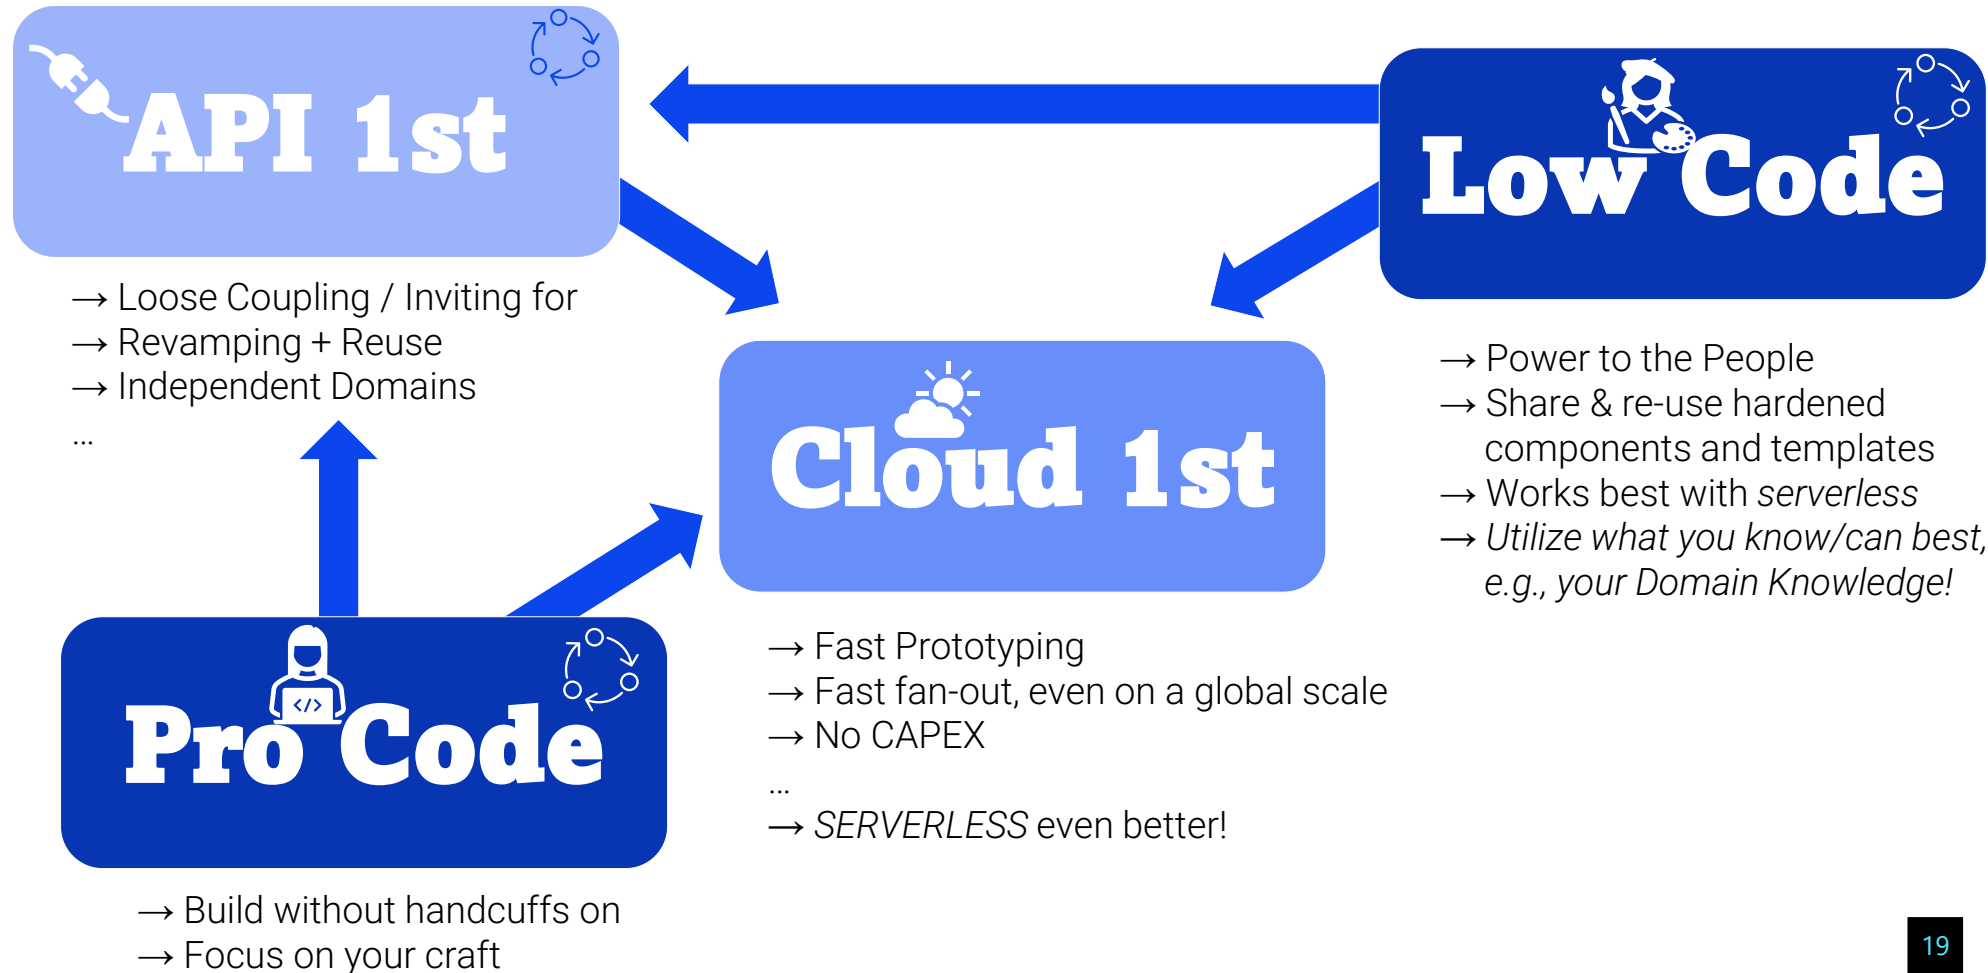 API 1st
→ Loose Coupling / Inviting for
→ Revamping + Reuse
→ Independent Domains
...
Low Code
→ Power to the People
→ Share & re-use hardened
components and templates
→ Works best with serverless
→ Utilize what you know/can best,
e.g., your Domain Knowledge!
Cloud 1st
→ Fast Prototyping
→ Fast fan-out, even on a global scale
→ No CAPEX
...
→ SERVERLESS even better!
</>
Pro Code
→ Build without handcuffs on
→ Focus on your craft
19